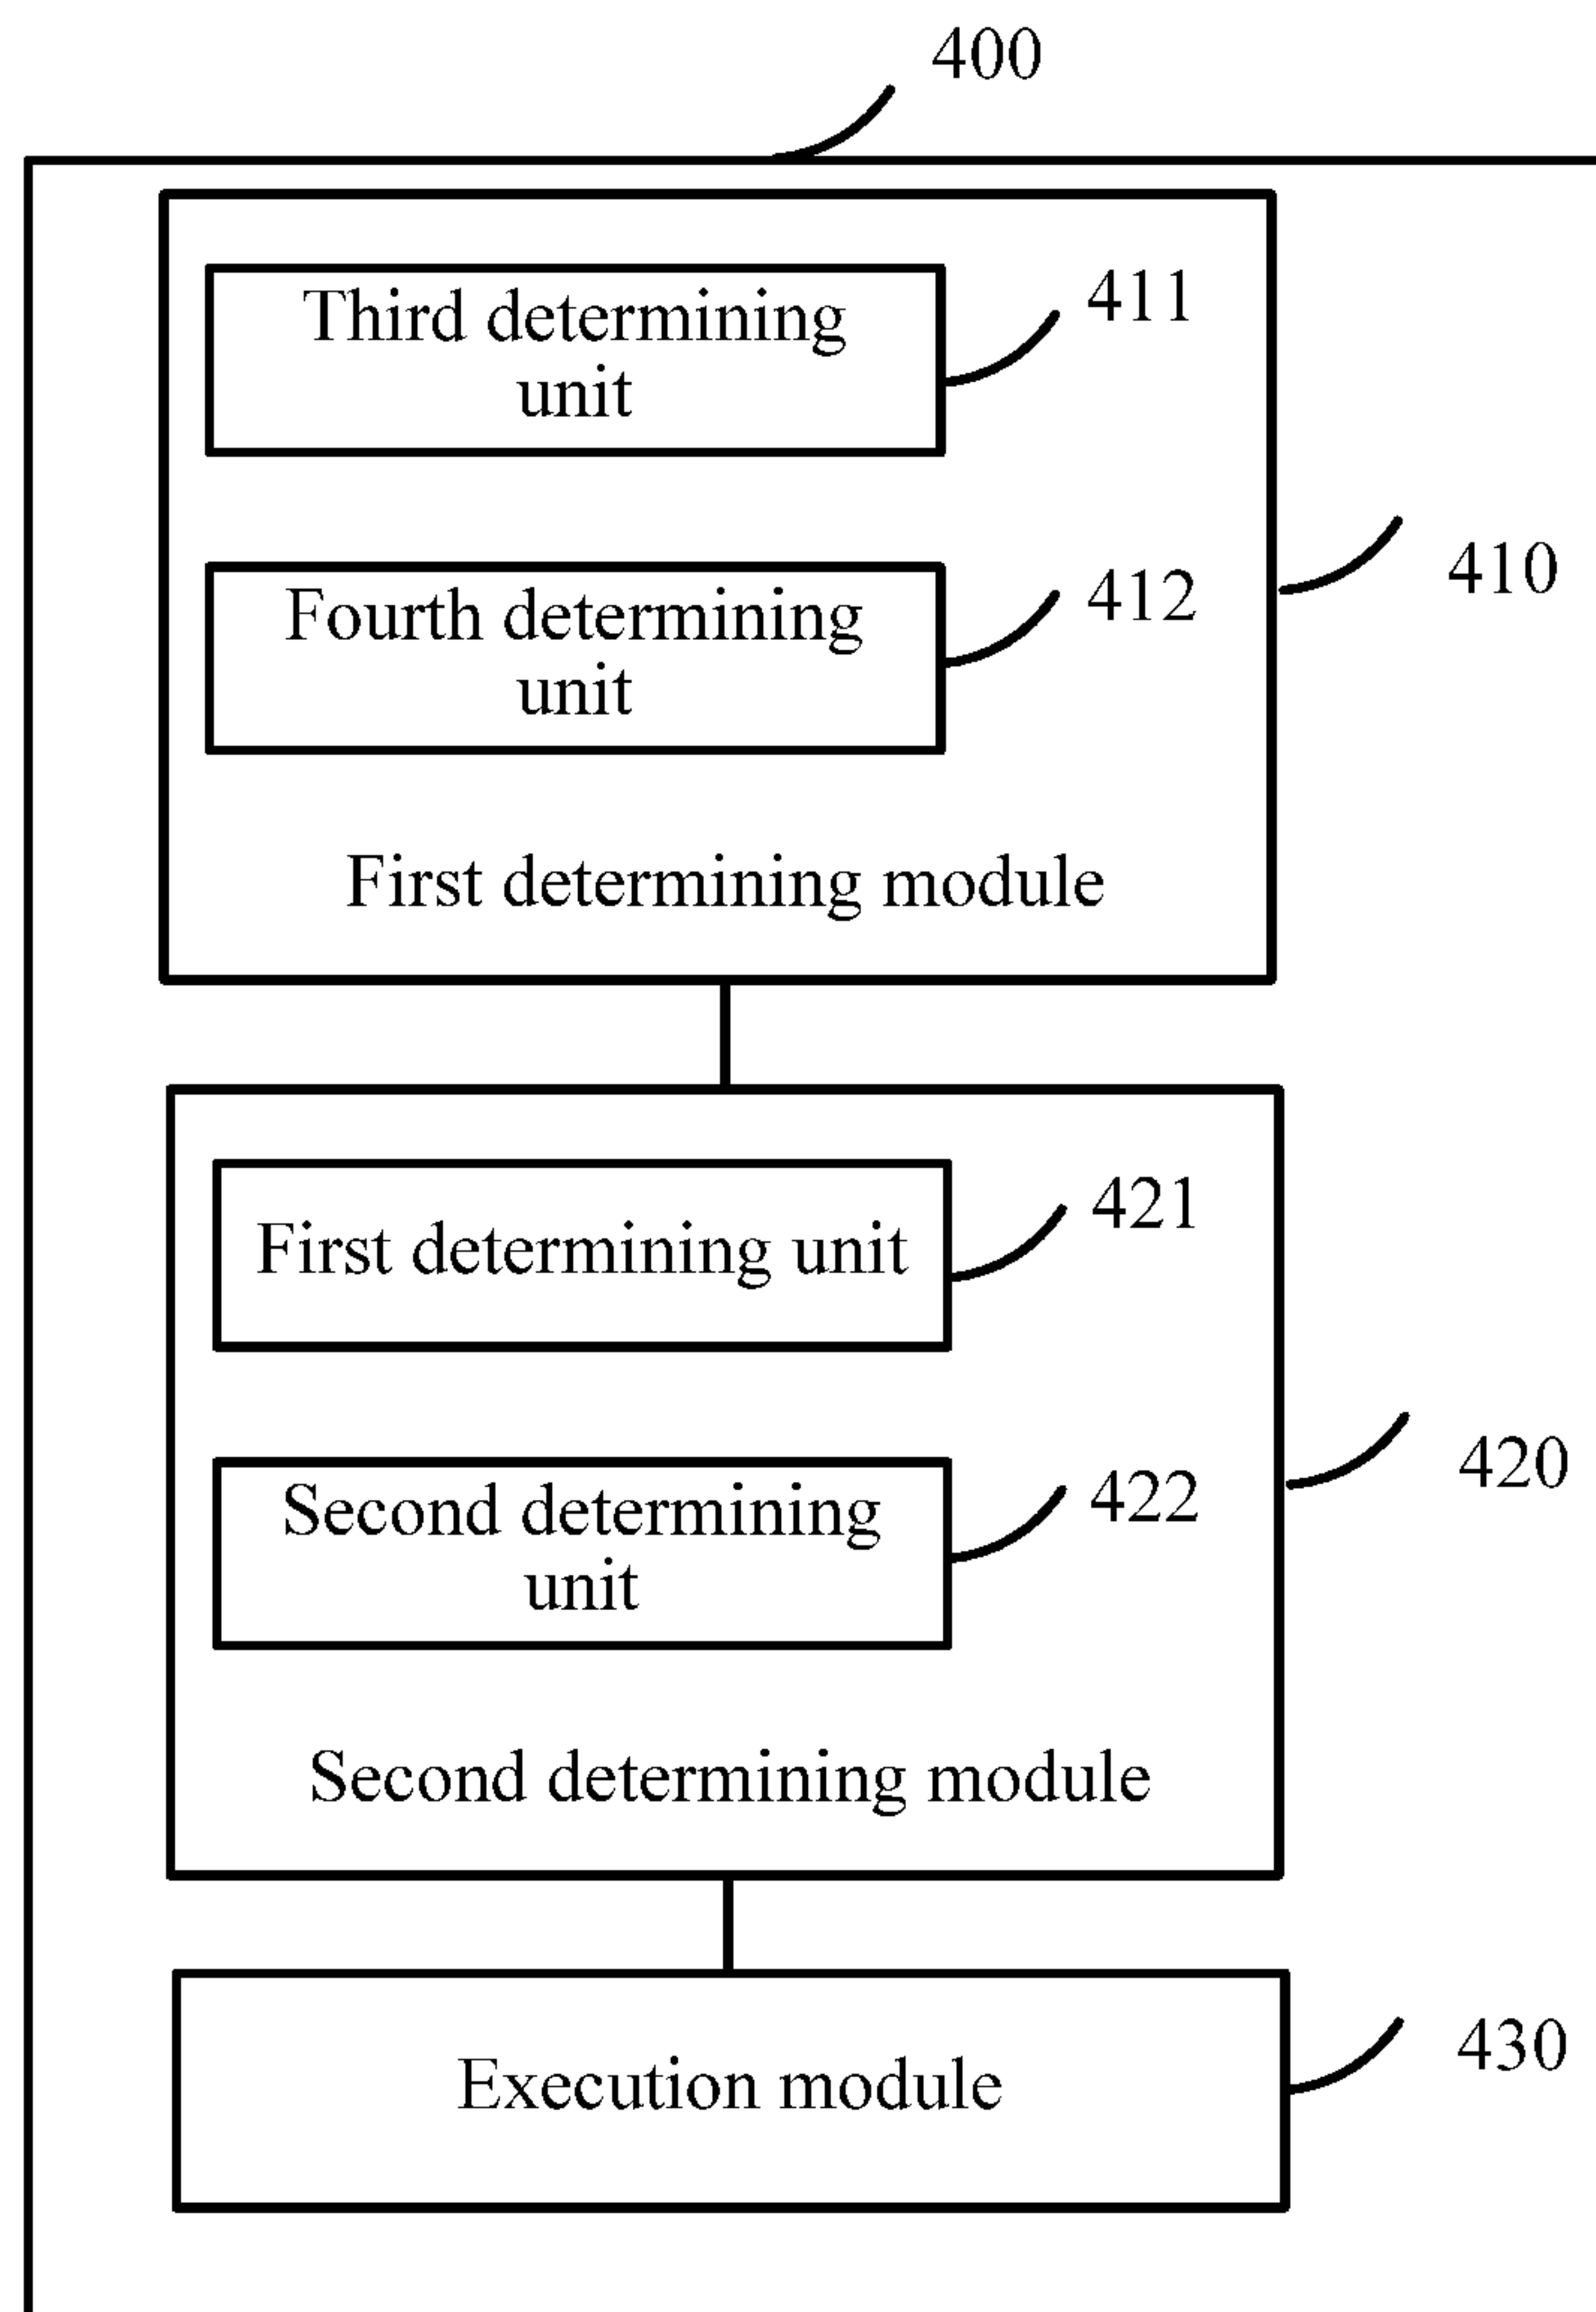 400
Third determining
unit
411
Fourth determining
unit
412
410
First determining module
First determining unit
421
Second determining
unit
422
420
Second determining module
Execution module
430